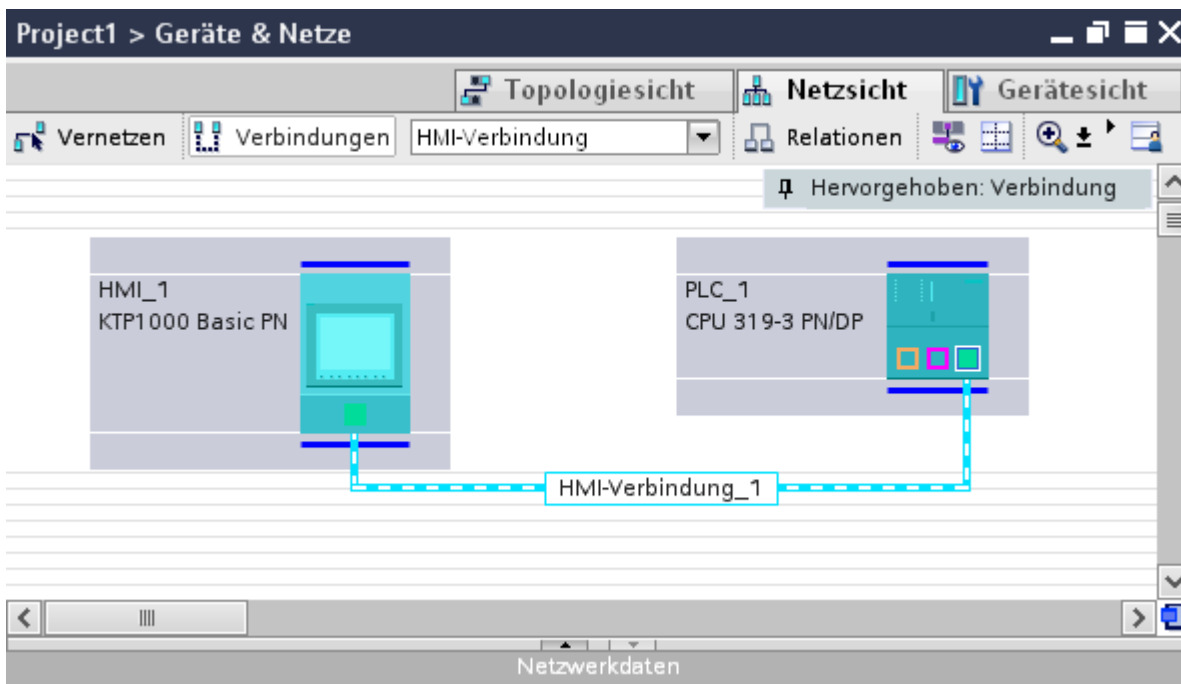 Project1 > Geräte & Netze
Topologiesicht Netzsicht Gerätesicht
Vernetzen Verbindungen HMI-Verbindung Relationen
Hervorgehoben: Verbindung
HMI_1
KTP1000 Basic PN
PLC_1
CPU 319-3 PN/DP
HMI-Verbindung_1
Netzwerkdaten